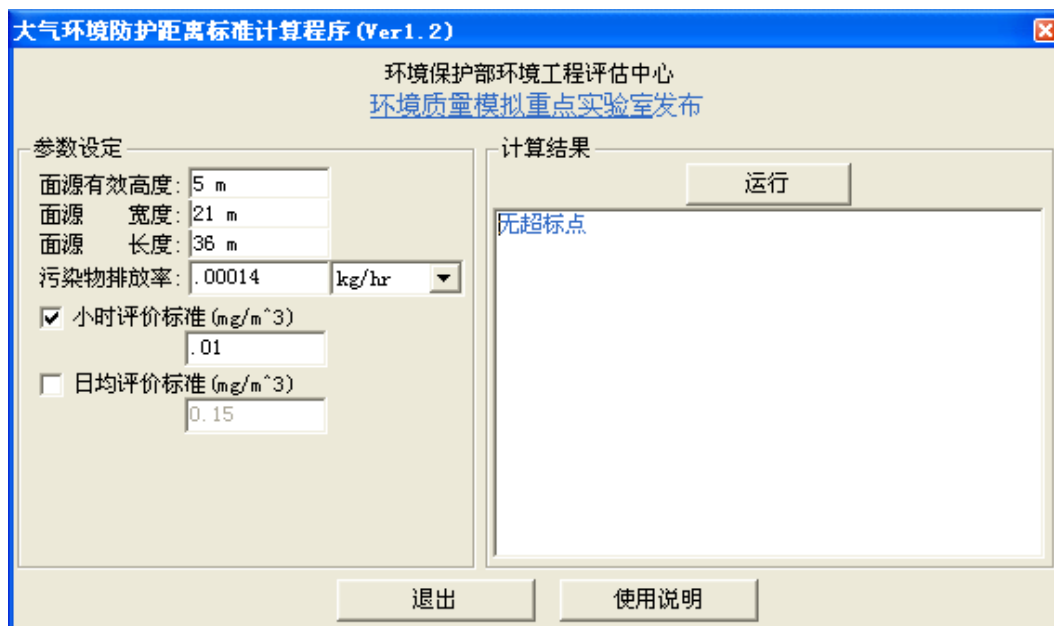 大气环境防护距离标准计算程序(Ver1.2)
环境保护部环境工程评估中心
环境质量模拟重点实验室发布
参数设定
面源有效高度: 5 m
面源 宽度: 21 m
面源 长度: 36 m
污染物排放率: .00014 kg/hr
小时评价标准(mg/m^3)
.01
日均评价标准(mg/m^3)
0.15
计算结果
运行
无超标点
退出
使用说明